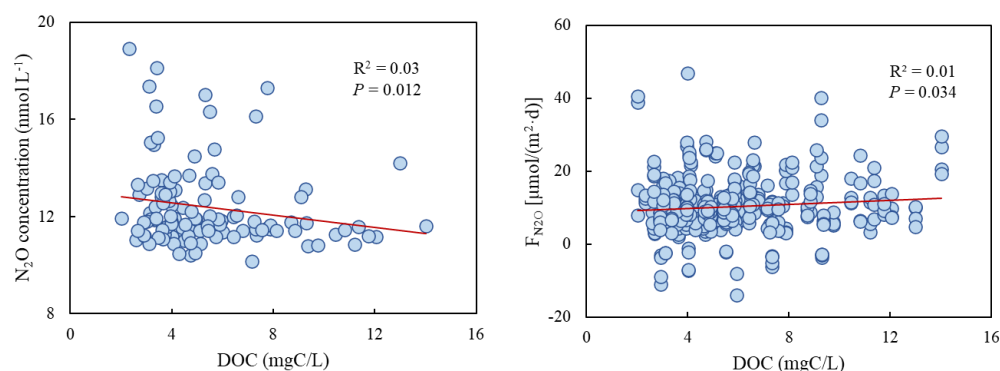 20
16
12
8
0
4
8
12
16
N₂O concentration (nmol L⁻¹)
DOC (mgC/L)
R² = 0.03
P = 0.012
60
40
20
0
-20
0
4
8
12
16
F_N₂O [μmol/(m²·d)]
DOC (mgC/L)
R² = 0.01
P = 0.034